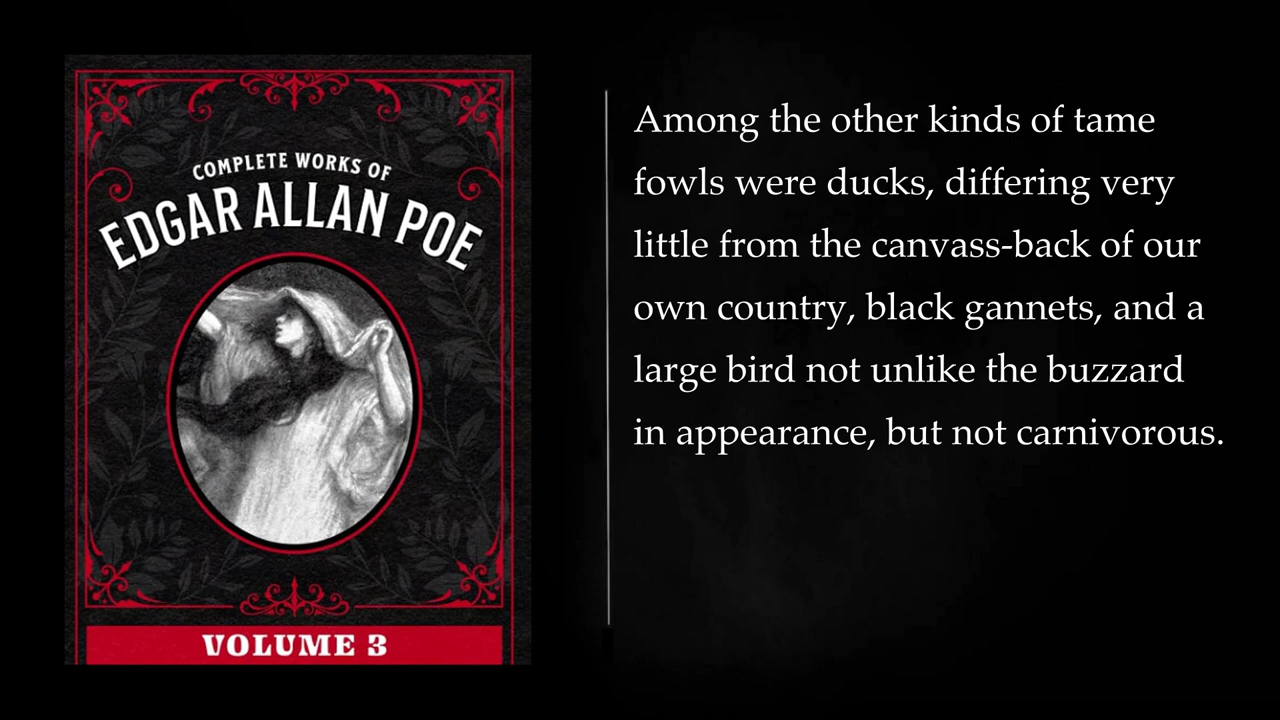 COMPLETE WORKS OF
EDGAR ALLAN POE
VOLUME 3
Among the other kinds of tame
fowls were ducks, differing very
little from the canvass-back of our
own country, black gannets, and a
large bird not unlike the buzzard
in appearance, but not carnivorous.